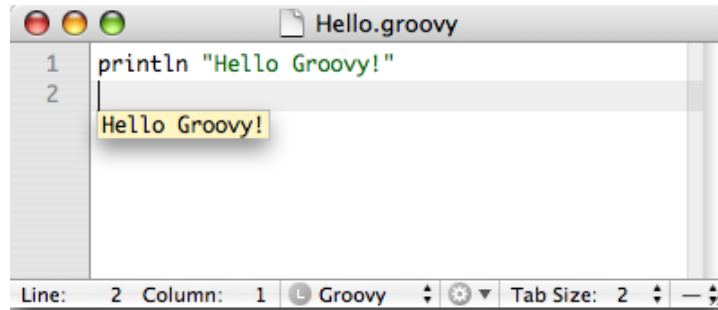 Hello.groovy
1 println "Hello Groovy!"
2
Hello Groovy!
Line: 2 Column: 1 L Groovy Tab Size: 2 —